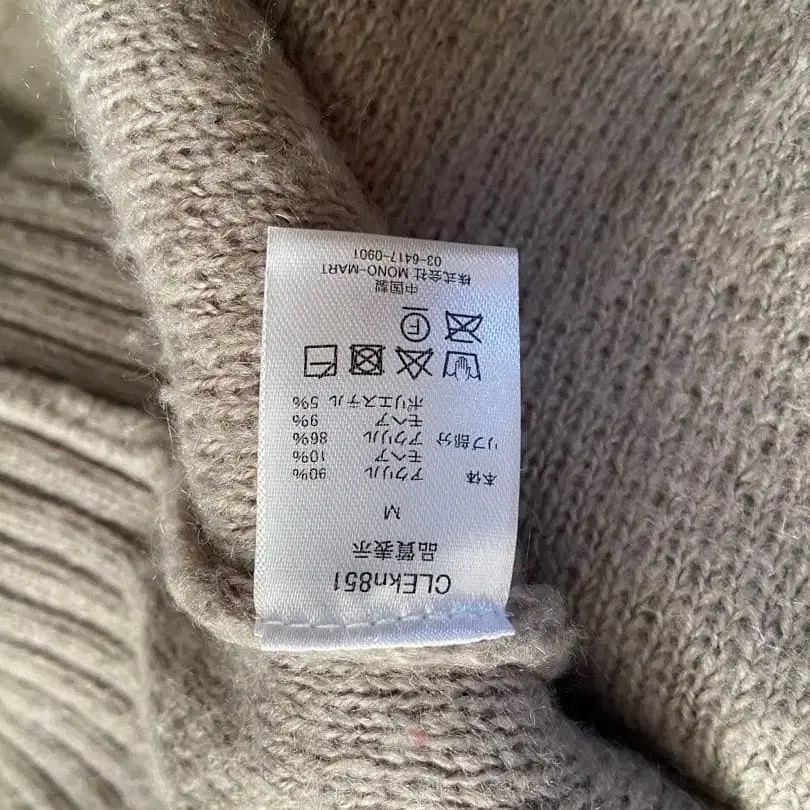 CLEkn851
品質表示
M
本体 アクリル 90%
モヘア 10%
リブ部分 アクリル 86%
モヘア 9%
ポリエステル 5%
F
中国製
株式会社 MONO-MART
03-6417-0901